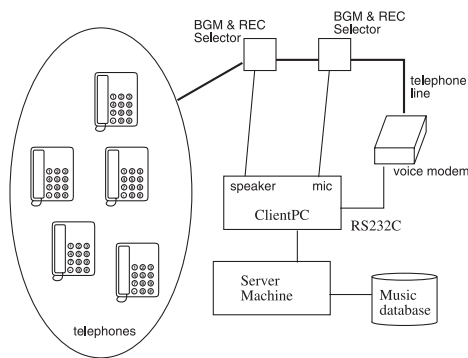 BGM & REC
Selector
BGM & REC
Selector
telephone
line
voice modem
speaker mic
ClientPC
RS232C
Server
Machine
Music
database
telephones